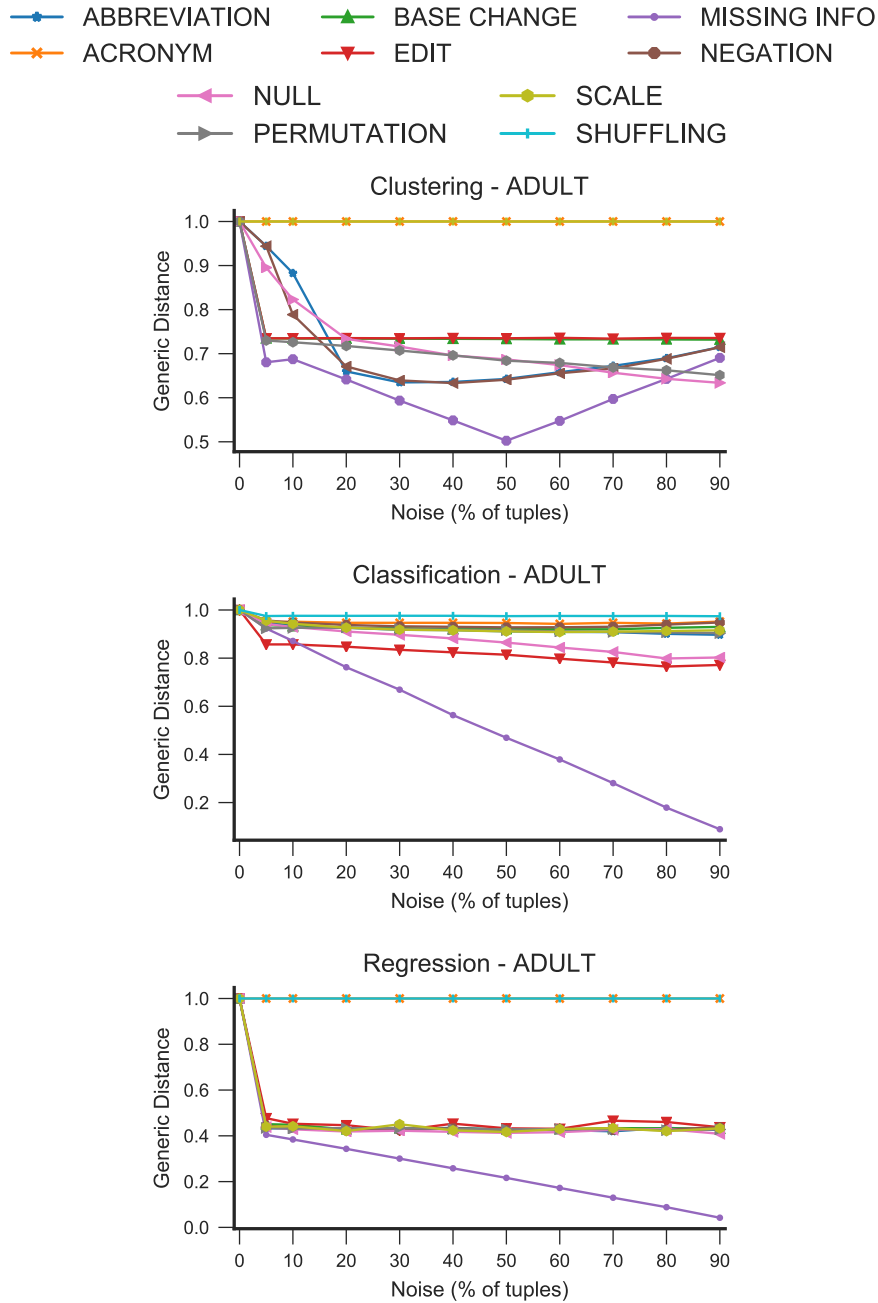 ABBREVIATION BASE CHANGE MISSING INFO
ACRONYM EDIT NEGATION
NULL SCALE
PERMUTATION SHUFFLING
Clustering - ADULT
1.0
0.9
0.8
0.7
0.6
0.5
Generic Distance
0 10 20 30 40 50 60 70 80 90
Noise (% of tuples)
Classification - ADULT
1.0
0.8
0.6
0.4
0.2
Generic Distance
0 10 20 30 40 50 60 70 80 90
Noise (% of tuples)
Regression - ADULT
1.0
0.8
0.6
0.4
0.2
0.0
Generic Distance
0 10 20 30 40 50 60 70 80 90
Noise (% of tuples)